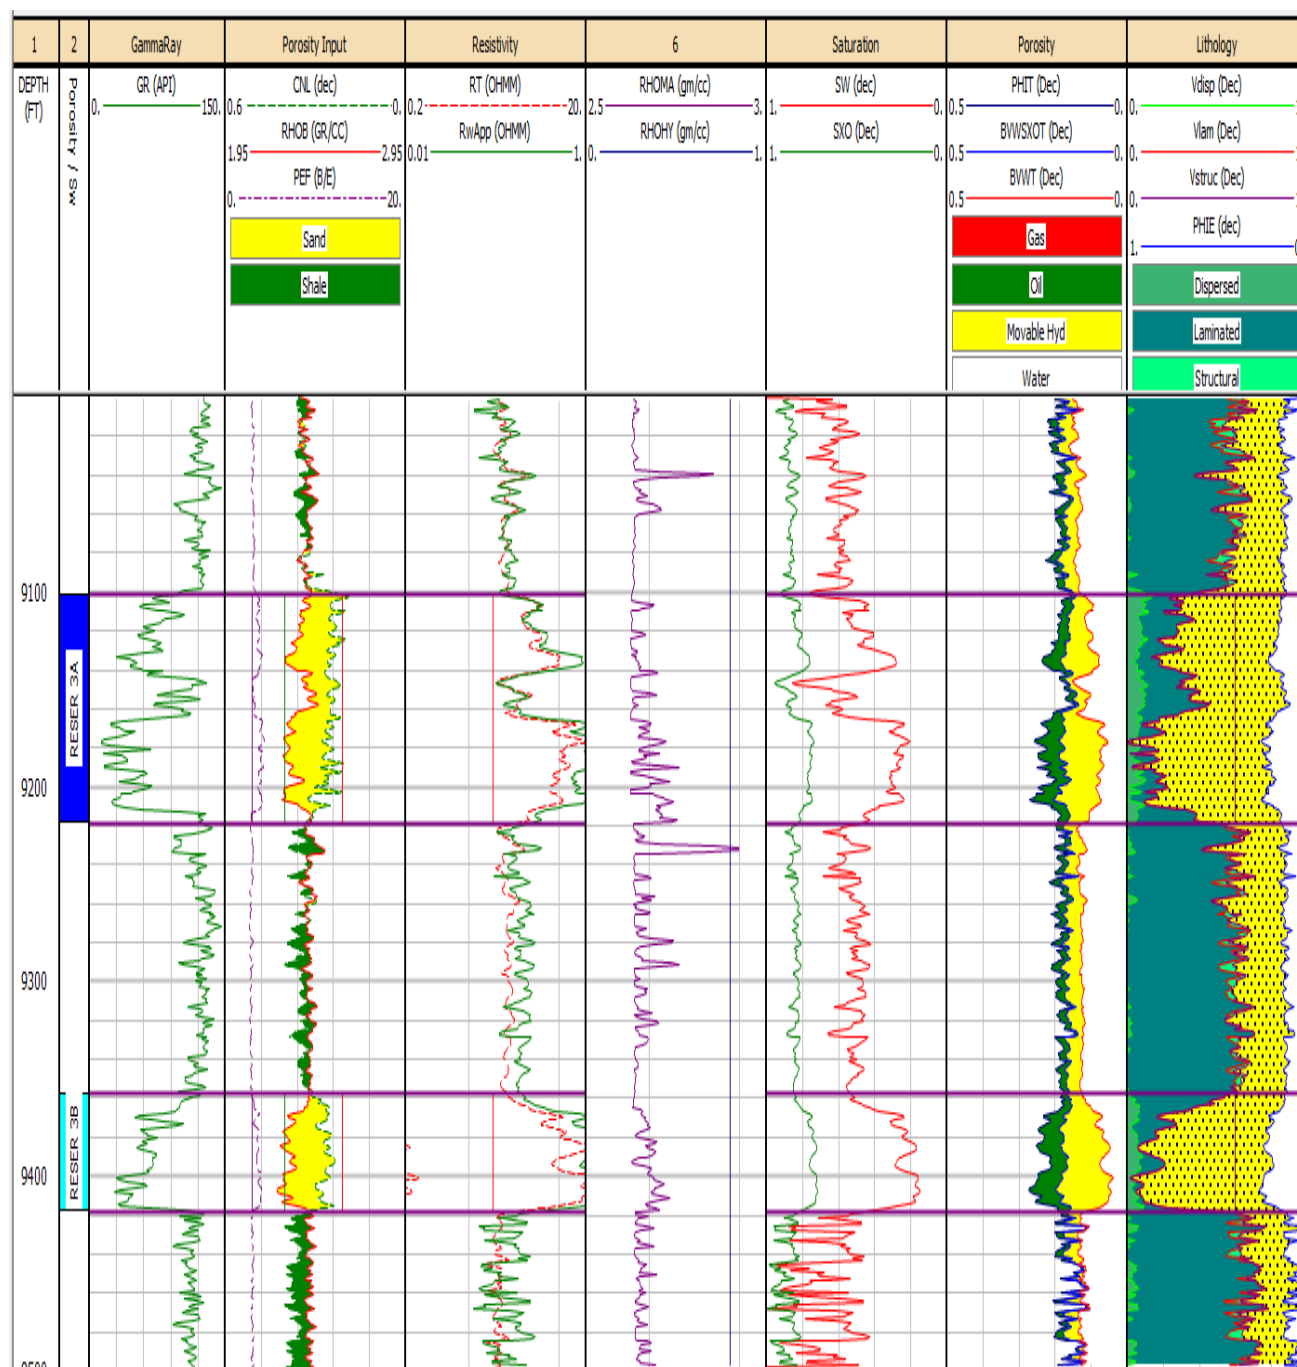 1 2 GammaRay Porosity Input Resistivity 6 Saturation Porosity Lithology
DEPTH (FT)
Porosity / Sw
GR (API)
0. 150.
CNL (dec)
0.6 0.
RHOB (GR/CC)
1.95 2.95
PEF (B/E)
0. 20.
Sand
Shale
RT (OHMM)
0.2 20.
RwApp (OHMM)
0.01 1.
RHOMA (gm/cc)
2.5 3.
RHOHY (gm/cc)
0. 1.
SW (dec)
1. 0.
SXO (Dec)
1. 0.
PHIT (Dec)
0.5 0.
BVWSXOT (Dec)
0.5 0.
BVWT (Dec)
0.5 0.
Gas
Oil
Movable Hyd
Water
Vdisp (Dec)
0.
Vlam (Dec)
0.
Vstruc (Dec)
0.
PHIE (dec)
1.
Dispersed
Laminated
Structural
9100
RESER 3A
9200
9300
RESER 3B
9400